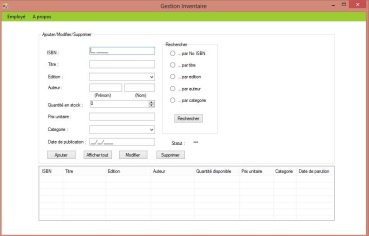 Gestion Inventaire
Employé A propos
Ajouter/Modifier/Supprimer
ISBN :
Titre :
Edition :
Auteur :
(Prénom) (Nom)
Quantité en stock : 0
Prix unitaire :
Categorie :
Date de publication : __/__/____
Rechercher
... par No ISBN
... par titre
... par edition
... par auteur
... par categorie
Rechercher
Statut : ***
Ajouter Afficher tout Modifier Supprimer
ISBN Titre Edition Auteur Quantité disponible Prix unitaire Categorie Date de parution